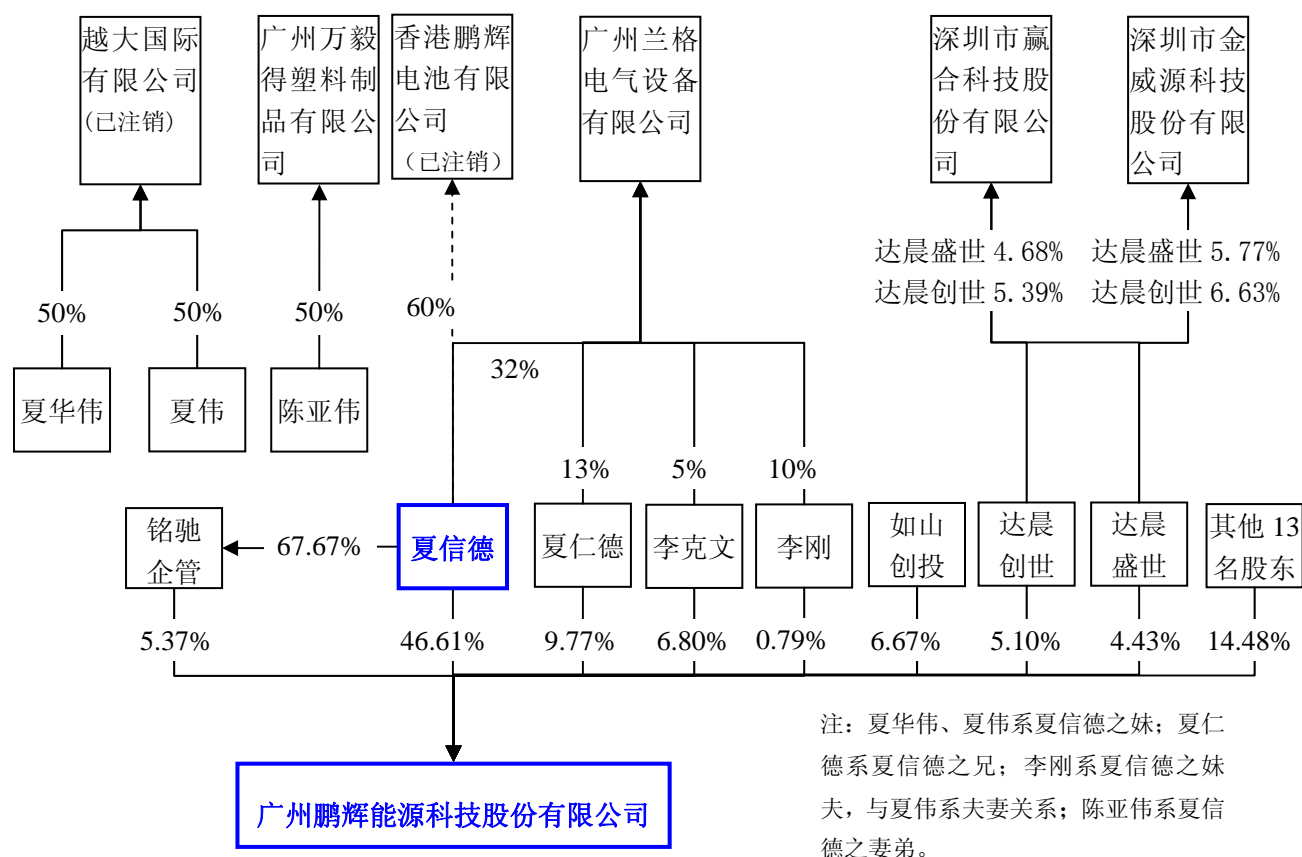 越大国际
有限公司
(已注销)
广州万毅
得塑料制
品有限公
司
香港鹏辉
电池有限
公司
（已注销）
广州兰格
电气设备
有限公司
深圳市赢
合科技股
份有限公
司
深圳市金
威源科技
股份有限
公司
达晨盛世 4.68%
达晨创世 5.39%
达晨盛世 5.77%
达晨创世 6.63%
50%
50%
50%
60%
32%
夏华伟
夏伟
陈亚伟
13%
5%
10%
铭驰
企管
67.67%
夏信德
夏仁德
李克文
李刚
如山
创投
达晨
创世
达晨
盛世
其他 13
名股东
5.37%
46.61%
9.77%
6.80%
0.79%
6.67%
5.10%
4.43%
14.48%
广州鹏辉能源科技股份有限公司
注：夏华伟、夏伟系夏信德之妹；夏仁
德系夏信德之兄；李刚系夏信德之妹
夫，与夏伟系夫妻关系；陈亚伟系夏信
德之妻弟。